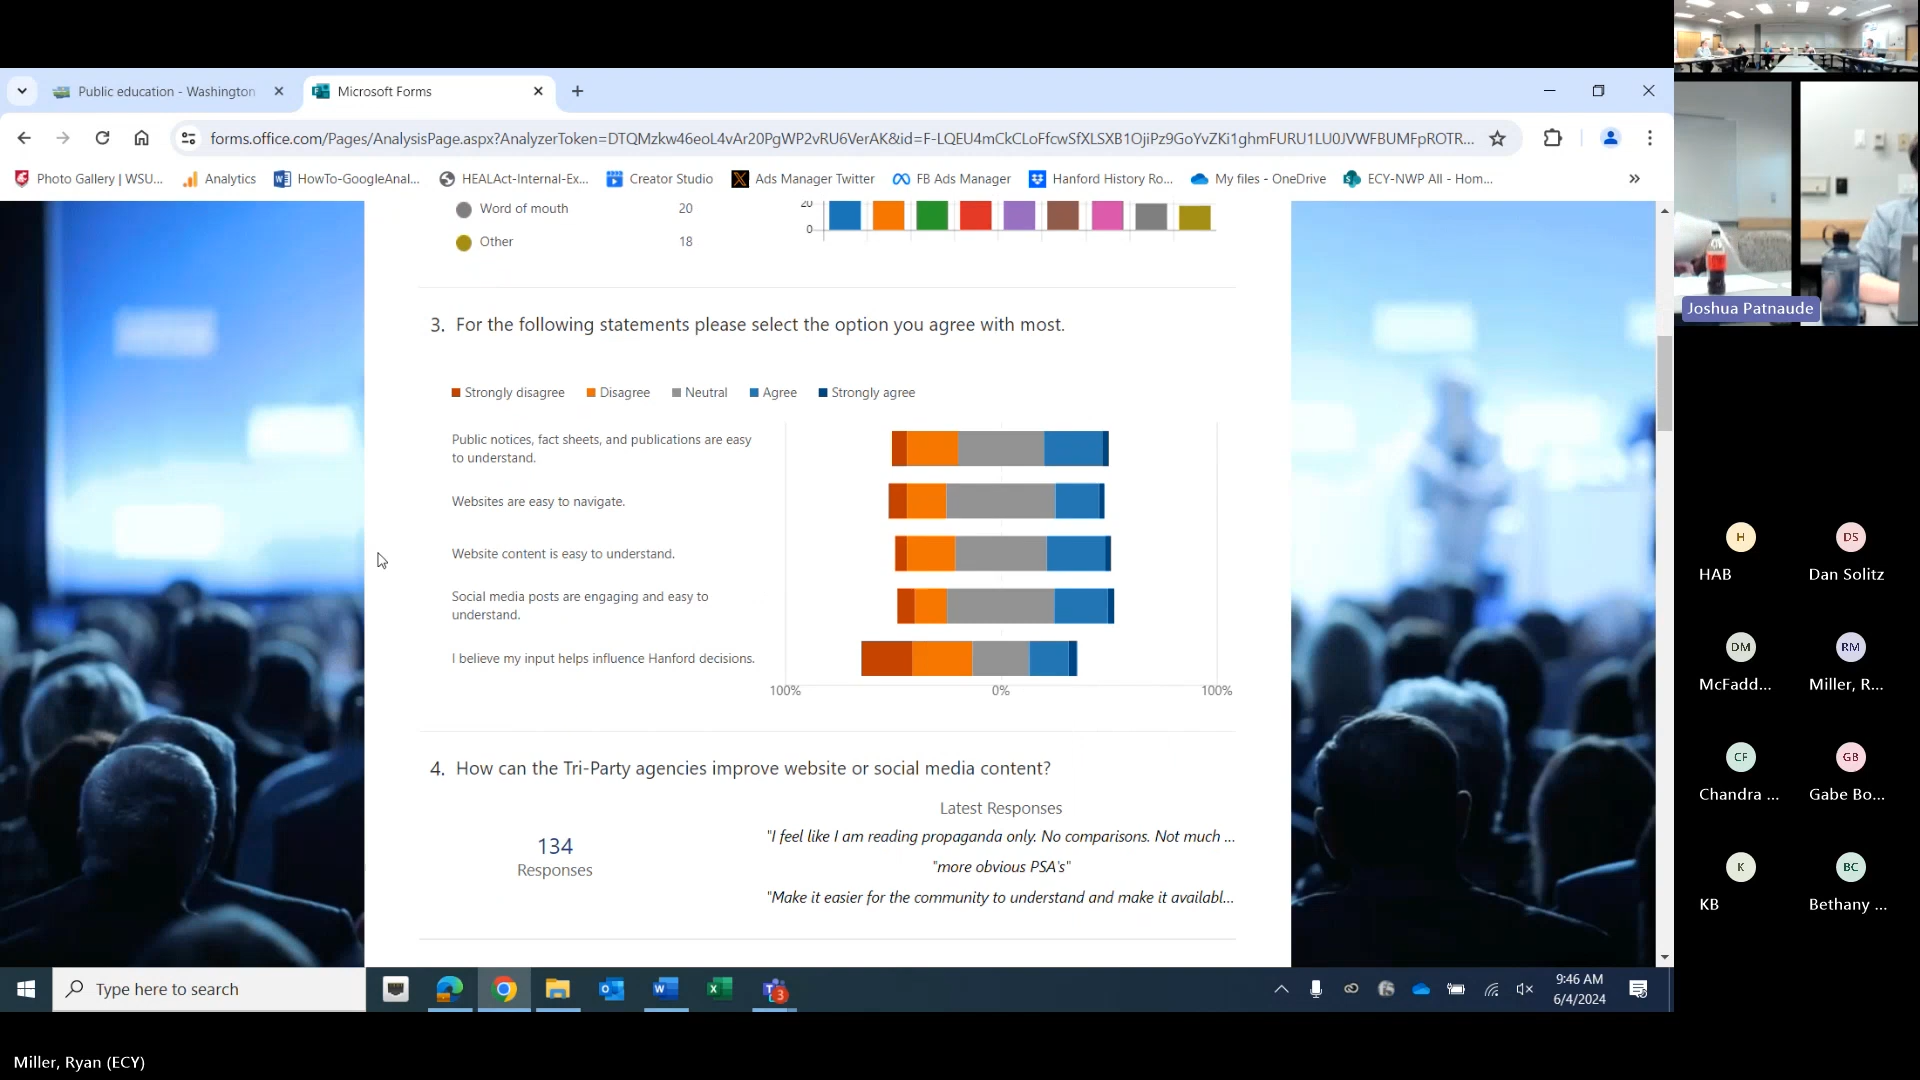 Public education - Washington
Microsoft Forms
forms.office.com/Pages/AnalysisPage.aspx?AnalyzerToken=DTQMzkw46eoL4vAr20PgWP2vRU6VerAK&id=F-LQEU4mCkCLoFfcwSfXLSXB1OjiPz9GoYvZKi1ghmFURU1LU0JVWFBUMFpROTR...
Photo Gallery | WSU... Analytics HowTo-GoogleAnal... HEALAct-Internal-Ex... Creator Studio Ads Manager Twitter FB Ads Manager Hanford History Ro... My files - OneDrive ECY-NWP All - Hom...
Word of mouth 20
Other 18
20
0
3. For the following statements please select the option you agree with most.
Strongly disagree Disagree Neutral Agree Strongly agree
Public notices, fact sheets, and publications are easy
to understand.
Websites are easy to navigate.
Website content is easy to understand.
Social media posts are engaging and easy to
understand.
I believe my input helps influence Hanford decisions.
100% 0% 100%
4. How can the Tri-Party agencies improve website or social media content?
Latest Responses
134
Responses
"I feel like I am reading propaganda only. No comparisons. Not much ...
"more obvious PSA's"
"Make it easier for the community to understand and make it availabl...
Type here to search
3
9:46 AM
6/4/2024
Joshua Patnaude
H DS
HAB Dan Solitz
DM RM
McFadd... Miller, R...
CF GB
Chandra ... Gabe Bo...
K BC
KB Bethany ...
Miller, Ryan (ECY)